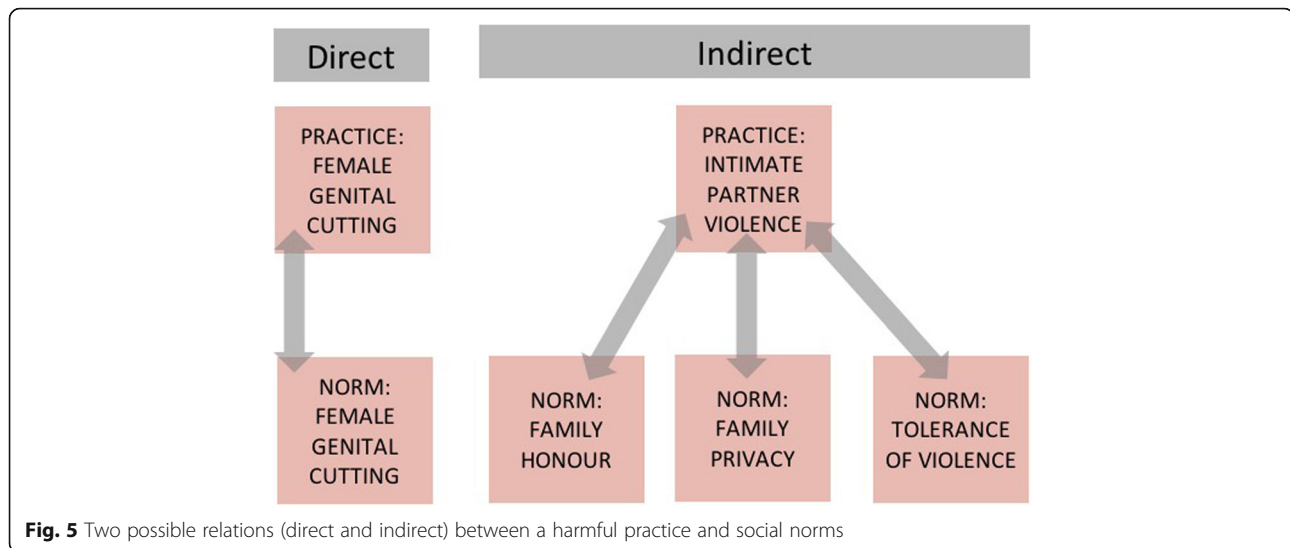 Direct
Indirect
PRACTICE:
FEMALE
GENITAL
CUTTING
PRACTICE:
INTIMATE
PARTNER
VIOLENCE
NORM:
FEMALE
GENITAL
CUTTING
NORM:
FAMILY
HONOUR
NORM:
FAMILY
PRIVACY
NORM:
TOLERANCE
OF VIOLENCE
Fig. 5 Two possible relations (direct and indirect) between a harmful practice and social norms